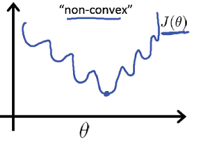 “non-convex”
J(θ)
θ